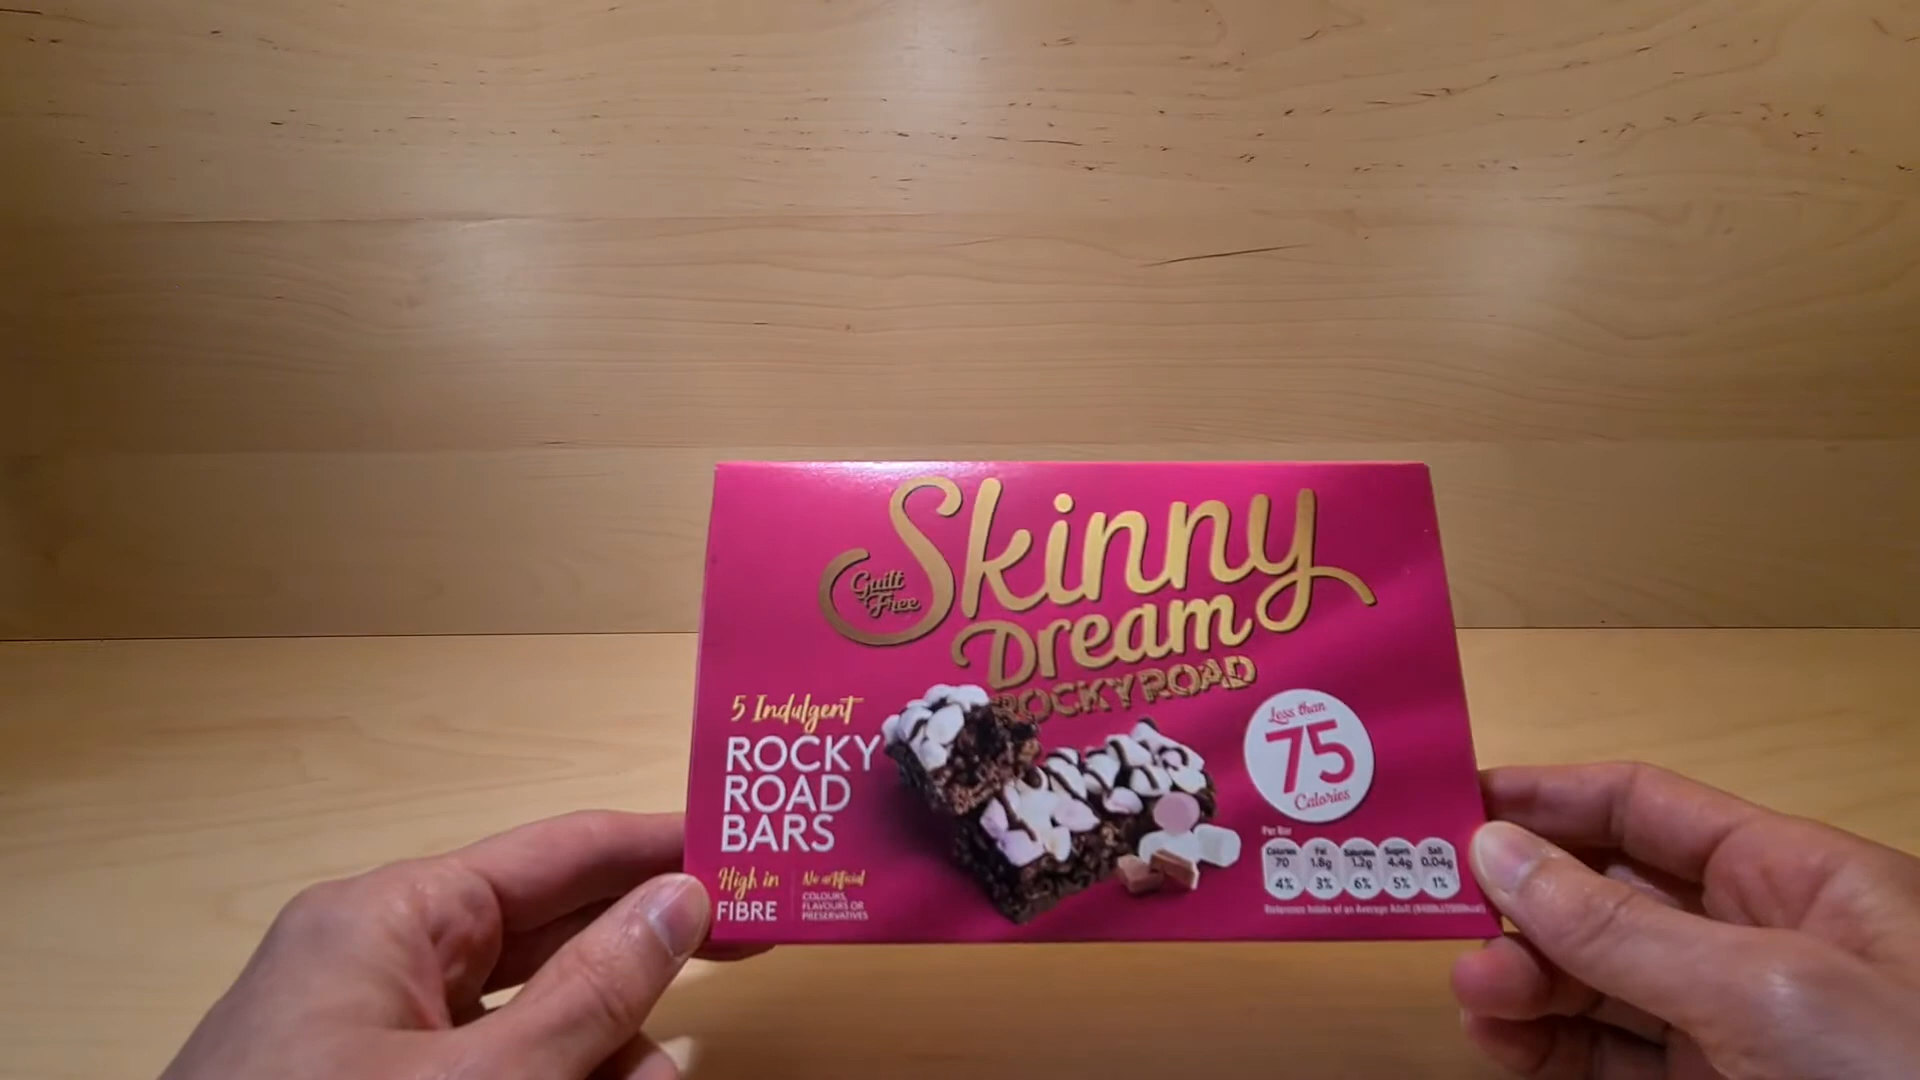 Skinny
Guilt
Free
Dream
ROCKY ROAD
5 Indulgent
ROCKY
ROAD
BARS
High in
FIBRE
No artificial
COLOURS,
FLAVOURS OR
PRESERVATIVES
Less than
75
Calories
Per Bar
Calories Fat Saturates Sugars Salt
70 1.8g 1.2g 4.4g 0.04g
4% 3% 6% 5% 1%
Reference Intake of an Average Adult